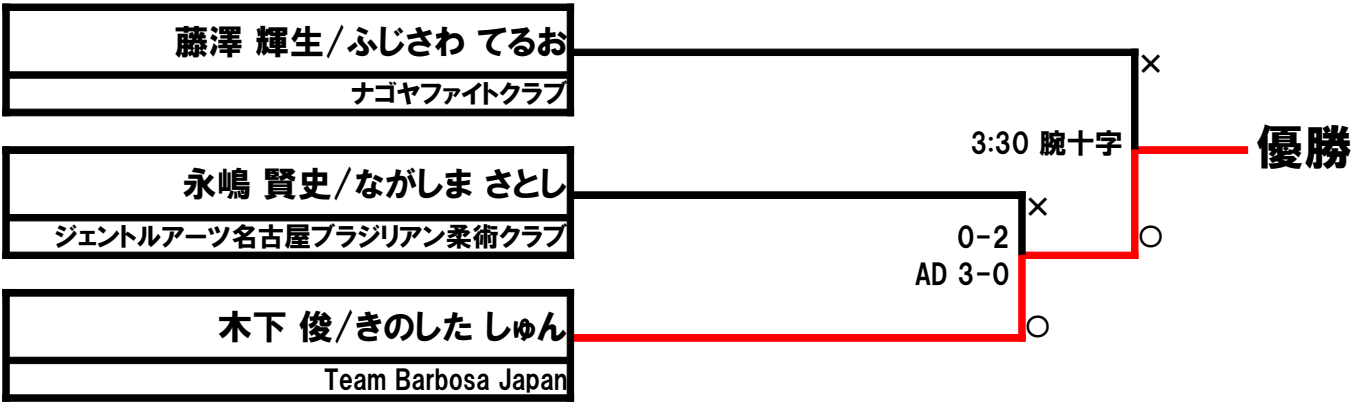 藤澤 輝生/ふじさわ てるお
ナゴヤファイトクラブ
×
3:30 腕十字
優勝
永嶋 賢史/ながしま さとし
ジェントルアーツ名古屋ブラジリアン柔術クラブ
×
0-2
AD 3-0
○
木下 俊/きのした しゅん
Team Barbosa Japan
○